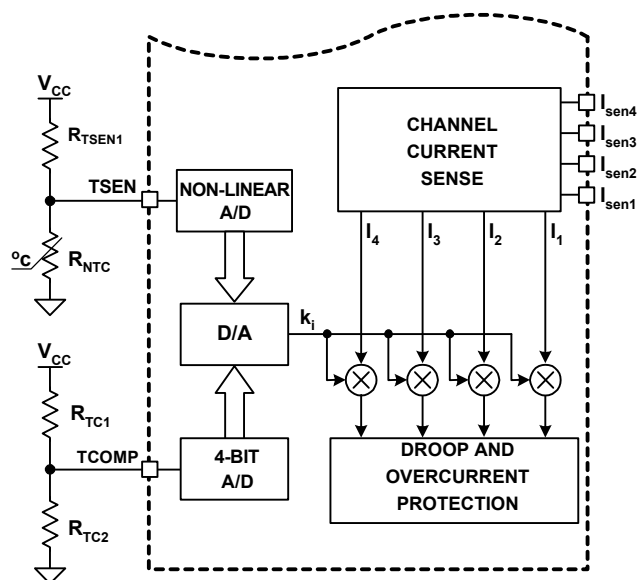 VCC
RTSEN1
TSEN
oc
RNTC
VCC
RTC1
TCOMP
RTC2
NON-LINEAR
A/D
D/A
ki
4-BIT
A/D
CHANNEL
CURRENT
SENSE
Isen4
Isen3
Isen2
Isen1
I4
I3
I2
I1
DROOP AND
OVERCURRENT
PROTECTION